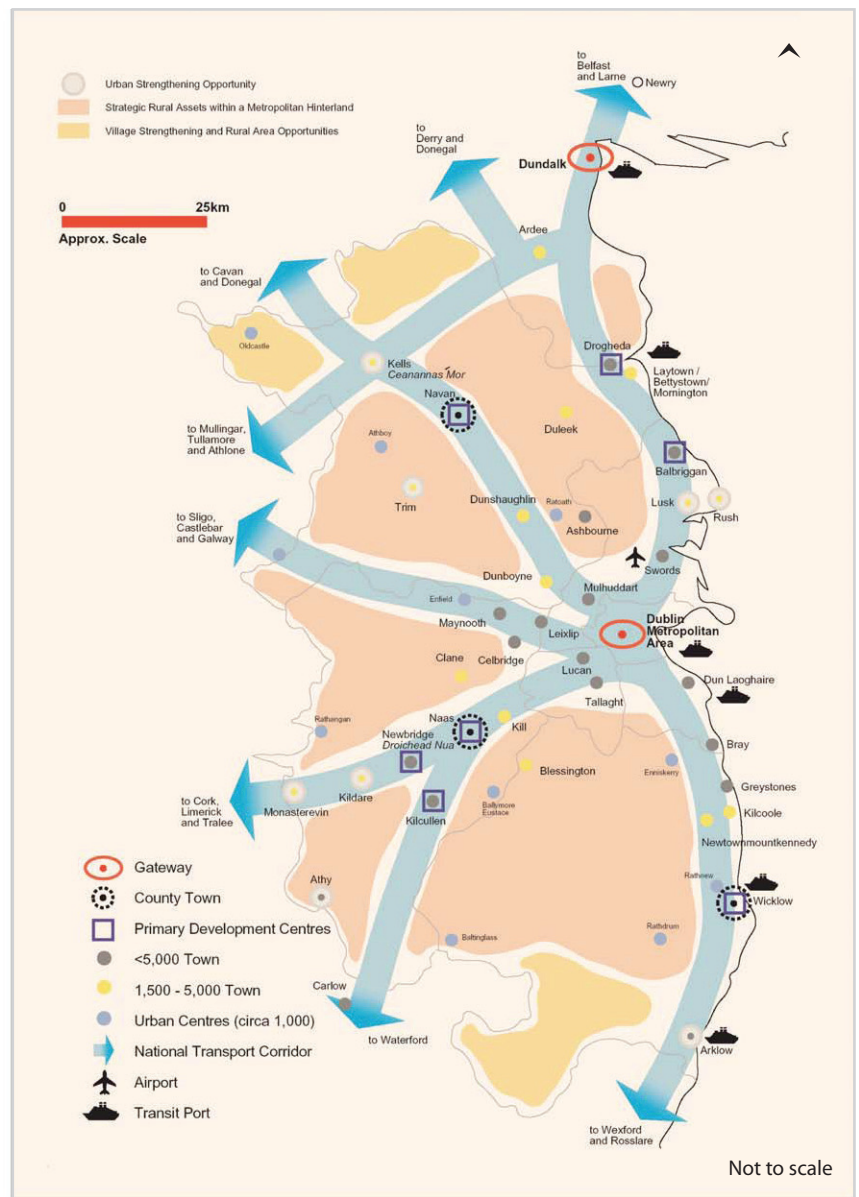 Urban Strengthening Opportunity
Strategic Rural Assets within a Metropolitan Hinterland
Village Strengthening and Rural Area Opportunities
0 25km
Approx. Scale
to
Belfast
and Larne
Newry
to
Derry and
Donegal
Dundalk
Ardee
to Cavan
and Donegal
Oldcastle
Kells
Ceanannas Mór
Drogheda
Laytown /
Bettystown/
Mornington
Navan
to Mullingar,
Tullamore
and Athlone
Athboy
Duleek
Balbriggan
Trim
Dunshaughlin
Ratoath
Ashbourne
Lusk
Rush
to Sligo,
Castlebar
and Galway
Swords
Dunboyne
Mulhuddart
Enfield
Maynooth
Leixlip
Dublin
Metropolitan
Area
Celbridge
Clane
Lucan
Tallaght
Dun Laoghaire
Rathangan
Naas
Kill
Newbridge
Droichead Nua
Bray
Blessington
Enniskerry
Greystones
to Cork,
Limerick
and Tralee
Monasterevin
Kildare
Kilcullen
Ballymore
Eustace
Kilcoole
Newtownmountkennedy
Athy
Rathnew
Wicklow
Baltinglass
Rathdrum
Carlow
to Waterford
Arklow
to Wexford
and Rosslare
Gateway
County Town
Primary Development Centres
<5,000 Town
1,500 - 5,000 Town
Urban Centres (circa 1,000)
National Transport Corridor
Airport
Transit Port
Not to scale